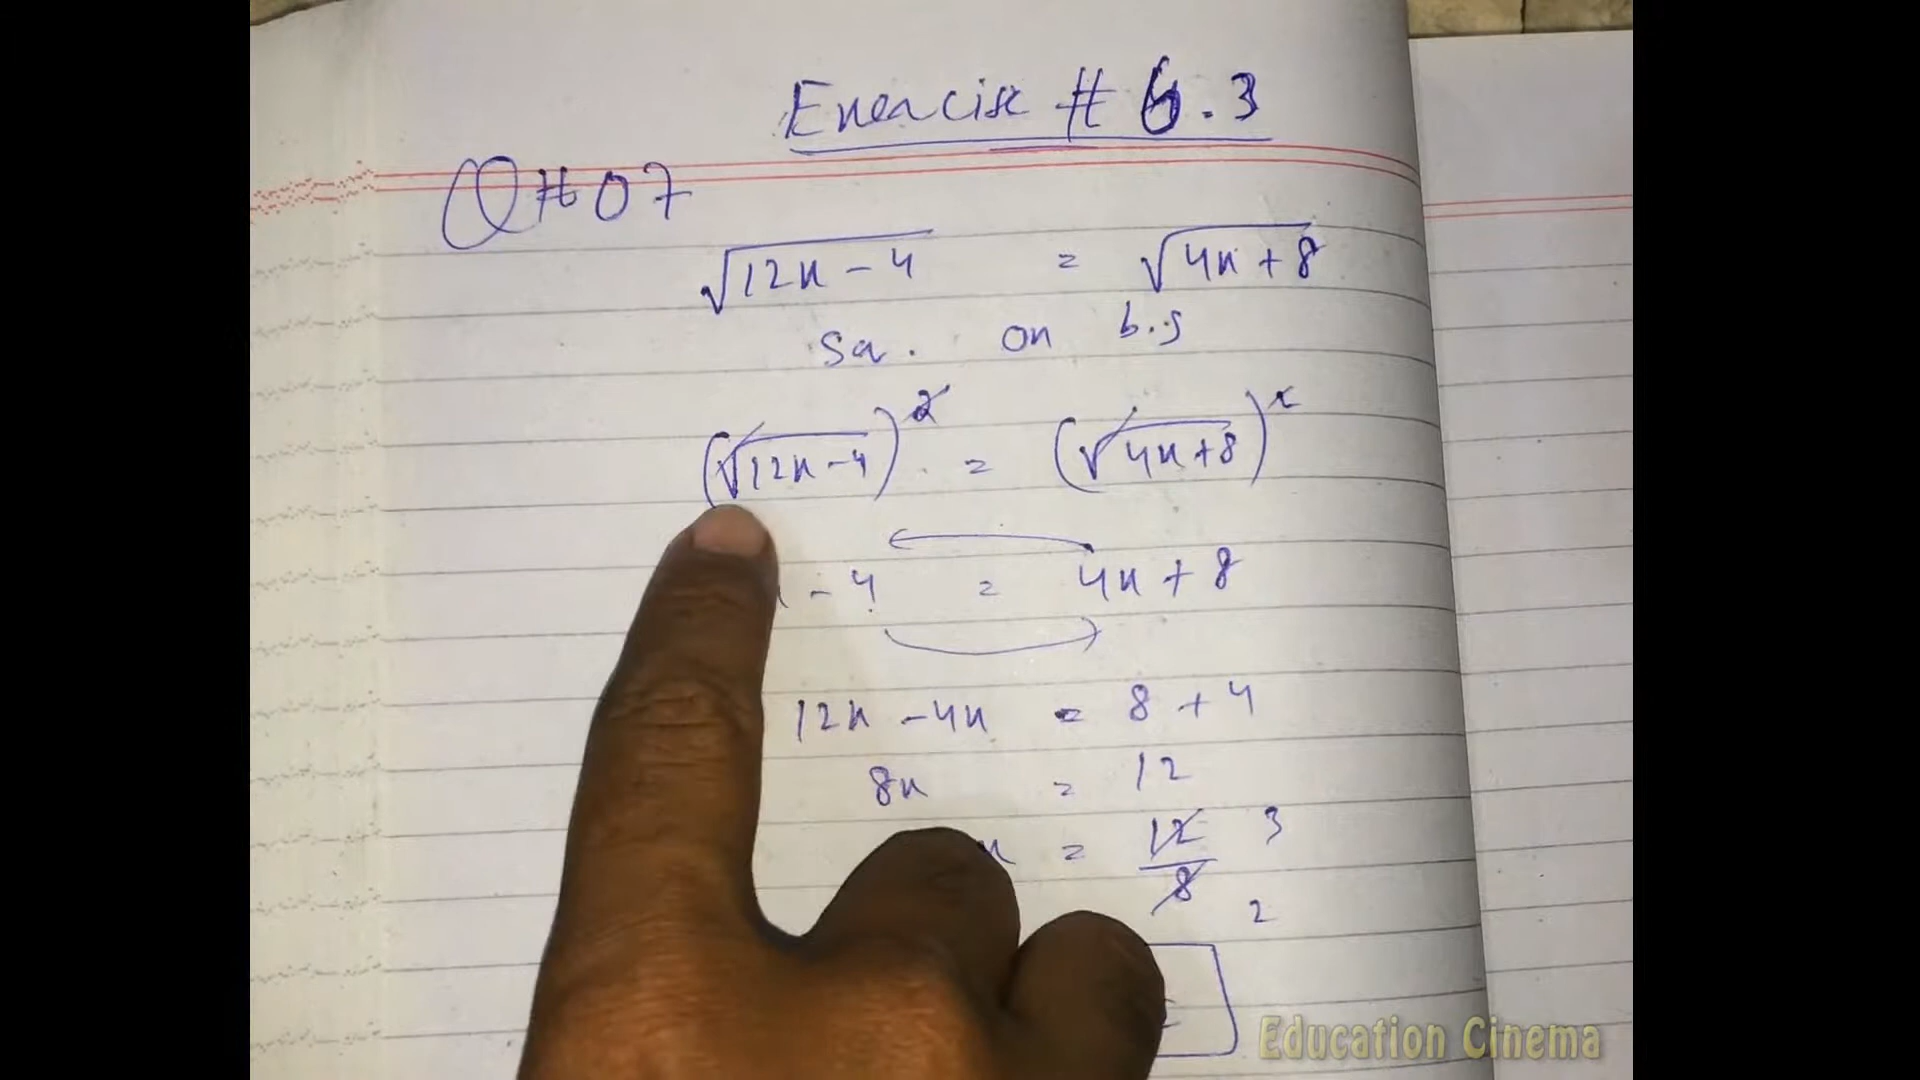 Exercise # 6.3
Q # 07
√12x - 4 = √4x + 8
Sq. on b.s
(√12x - 4)² = (√4x + 8)²
- 4 = 4x + 8
12x - 4x = 8 + 4
8x = 12
x = 12/8 3 2
Education Cinema